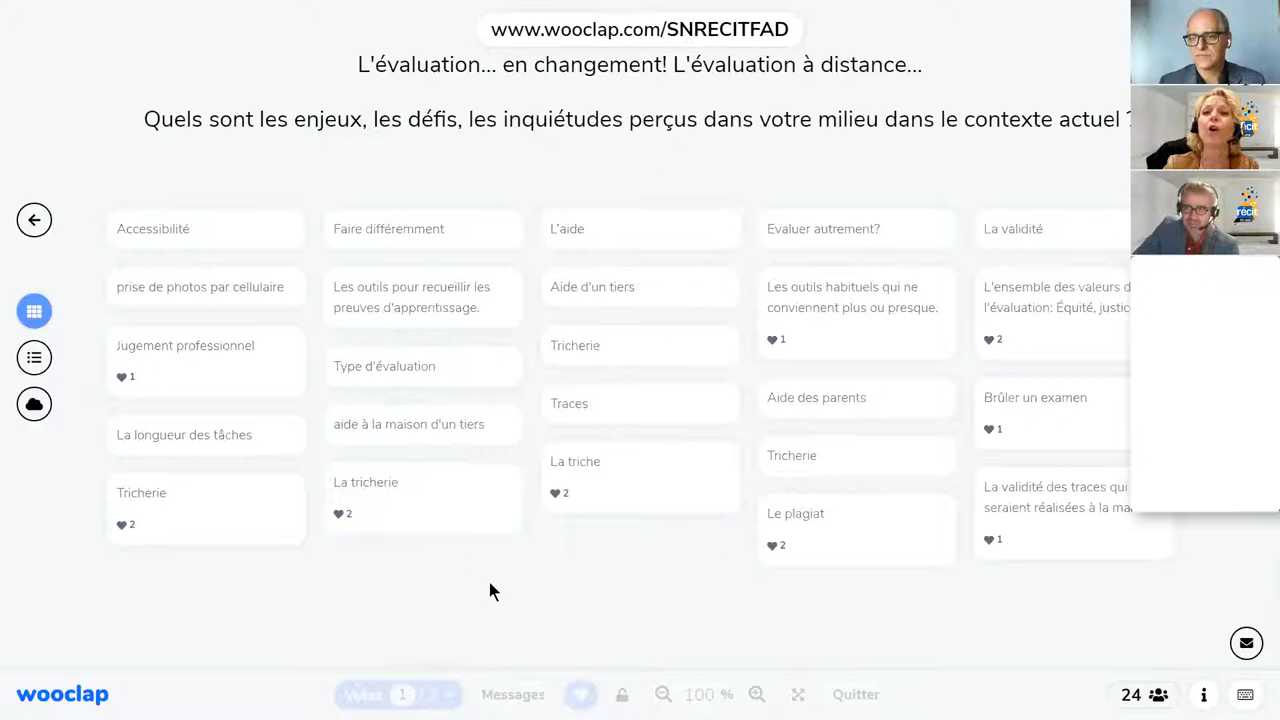 www.wooclap.com/SNRECITFAD
L'évaluation... en changement! L'évaluation à distance...
Quels sont les enjeux, les défis, les inquiétudes perçus dans votre milieu dans le contexte actuel ?
Accessibilité
prise de photos par cellulaire
Jugement professionnel
1
La longueur des tâches
Tricherie
2
Faire différemment
Les outils pour recueillir les
preuves d'apprentissage.
Type d'évaluation
aide à la maison d'un tiers
La tricherie
2
L'aide
Aide d'un tiers
Tricherie
Traces
La triche
2
Evaluer autrement?
Les outils habituels qui ne
conviennent plus ou presque.
1
Aide des parents
Tricherie
Le plagiat
2
La validité
L'ensemble des valeurs
l'évaluation: Équité,
2
Brûler un examen
1
La validité des traces qui
seraient réalisées à la
1
récit
wooclap
Votes 1
Messages
100 %
Quitter
24